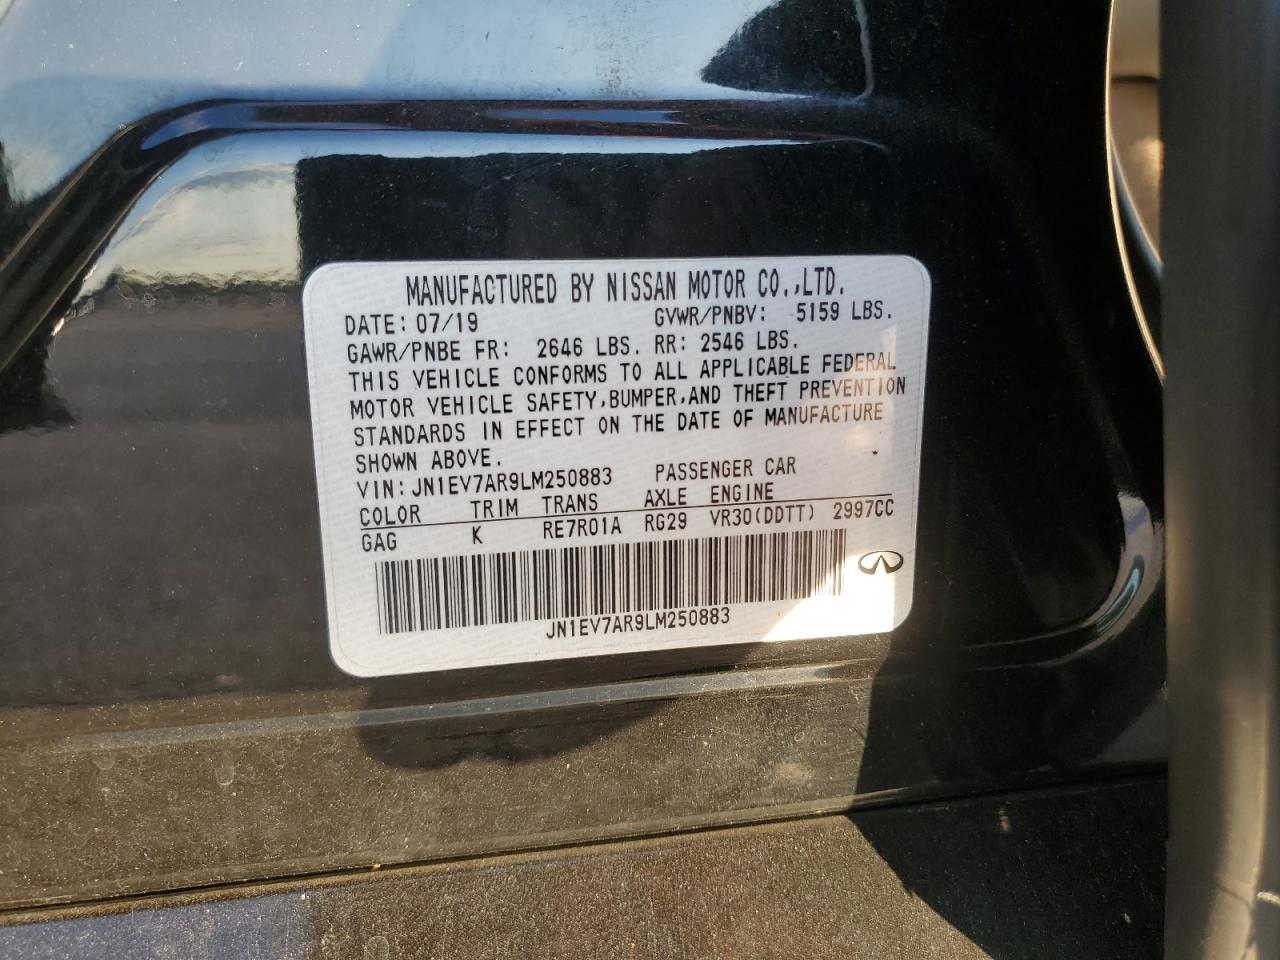 MANUFACTURED BY NISSAN MOTOR CO.,LTD.
DATE: 07/19 GVWR/PNBV: 5159 LBS.
GAWR/PNBE FR: 2646 LBS. RR: 2546 LBS.
THIS VEHICLE CONFORMS TO ALL APPLICABLE FEDERAL
MOTOR VEHICLE SAFETY,BUMPER,AND THEFT PREVENTION
STANDARDS IN EFFECT ON THE DATE OF MANUFACTURE
SHOWN ABOVE.
VIN:JN1EV7AR9LM250883 PASSENGER CAR
COLOR TRIM TRANS AXLE ENGINE
GAG K RE7R01A RG29 VR30(DDTT) 2997CC
JN1EV7AR9LM250883